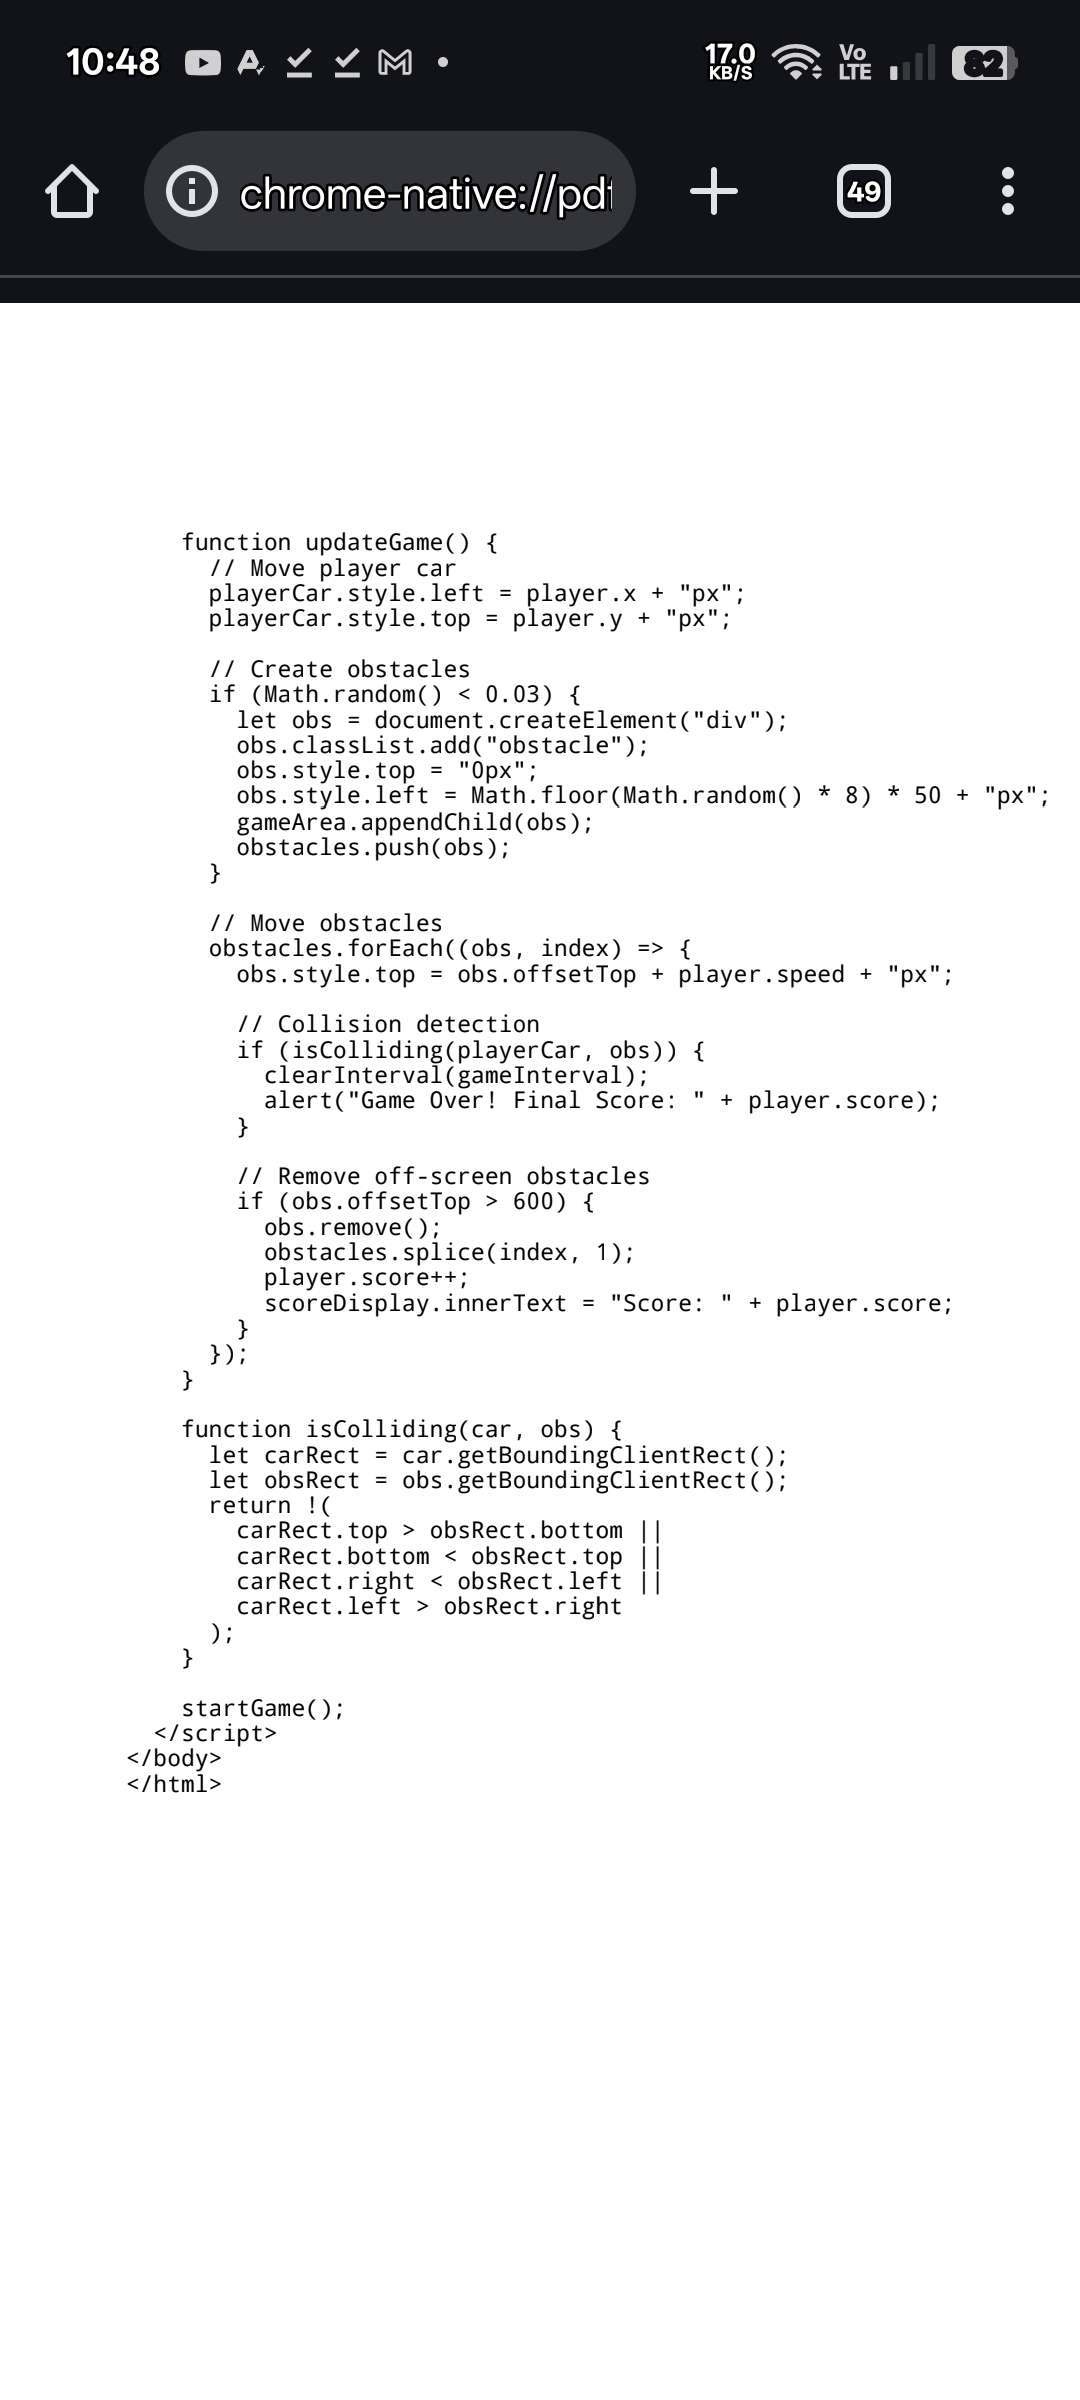 10:48
17.0
KB/S
Vo
LTE
82
chrome-native://pdf
49
function updateGame() {
// Move player car
playerCar.style.left = player.x + "px";
playerCar.style.top = player.y + "px";
// Create obstacles
if (Math.random() < 0.03) {
let obs = document.createElement("div");
obs.classList.add("obstacle");
obs.style.top = "0px";
obs.style.left = Math.floor(Math.random() * 8) * 50 + "px";
gameArea.appendChild(obs);
obstacles.push(obs);
}
// Move obstacles
obstacles.forEach((obs, index) => {
obs.style.top = obs.offsetTop + player.speed + "px";
// Collision detection
if (isColliding(playerCar, obs)) {
clearInterval(gameInterval);
alert("Game Over! Final Score: " + player.score);
}
// Remove off-screen obstacles
if (obs.offsetTop > 600) {
obs.remove();
obstacles.splice(index, 1);
player.score++;
scoreDisplay.innerText = "Score: " + player.score;
}
});
}
function isColliding(car, obs) {
let carRect = car.getBoundingClientRect();
let obsRect = obs.getBoundingClientRect();
return !(
carRect.top > obsRect.bottom ||
carRect.bottom < obsRect.top ||
carRect.right < obsRect.left ||
carRect.left > obsRect.right
);
}
startGame();
</script>
</body>
</html>